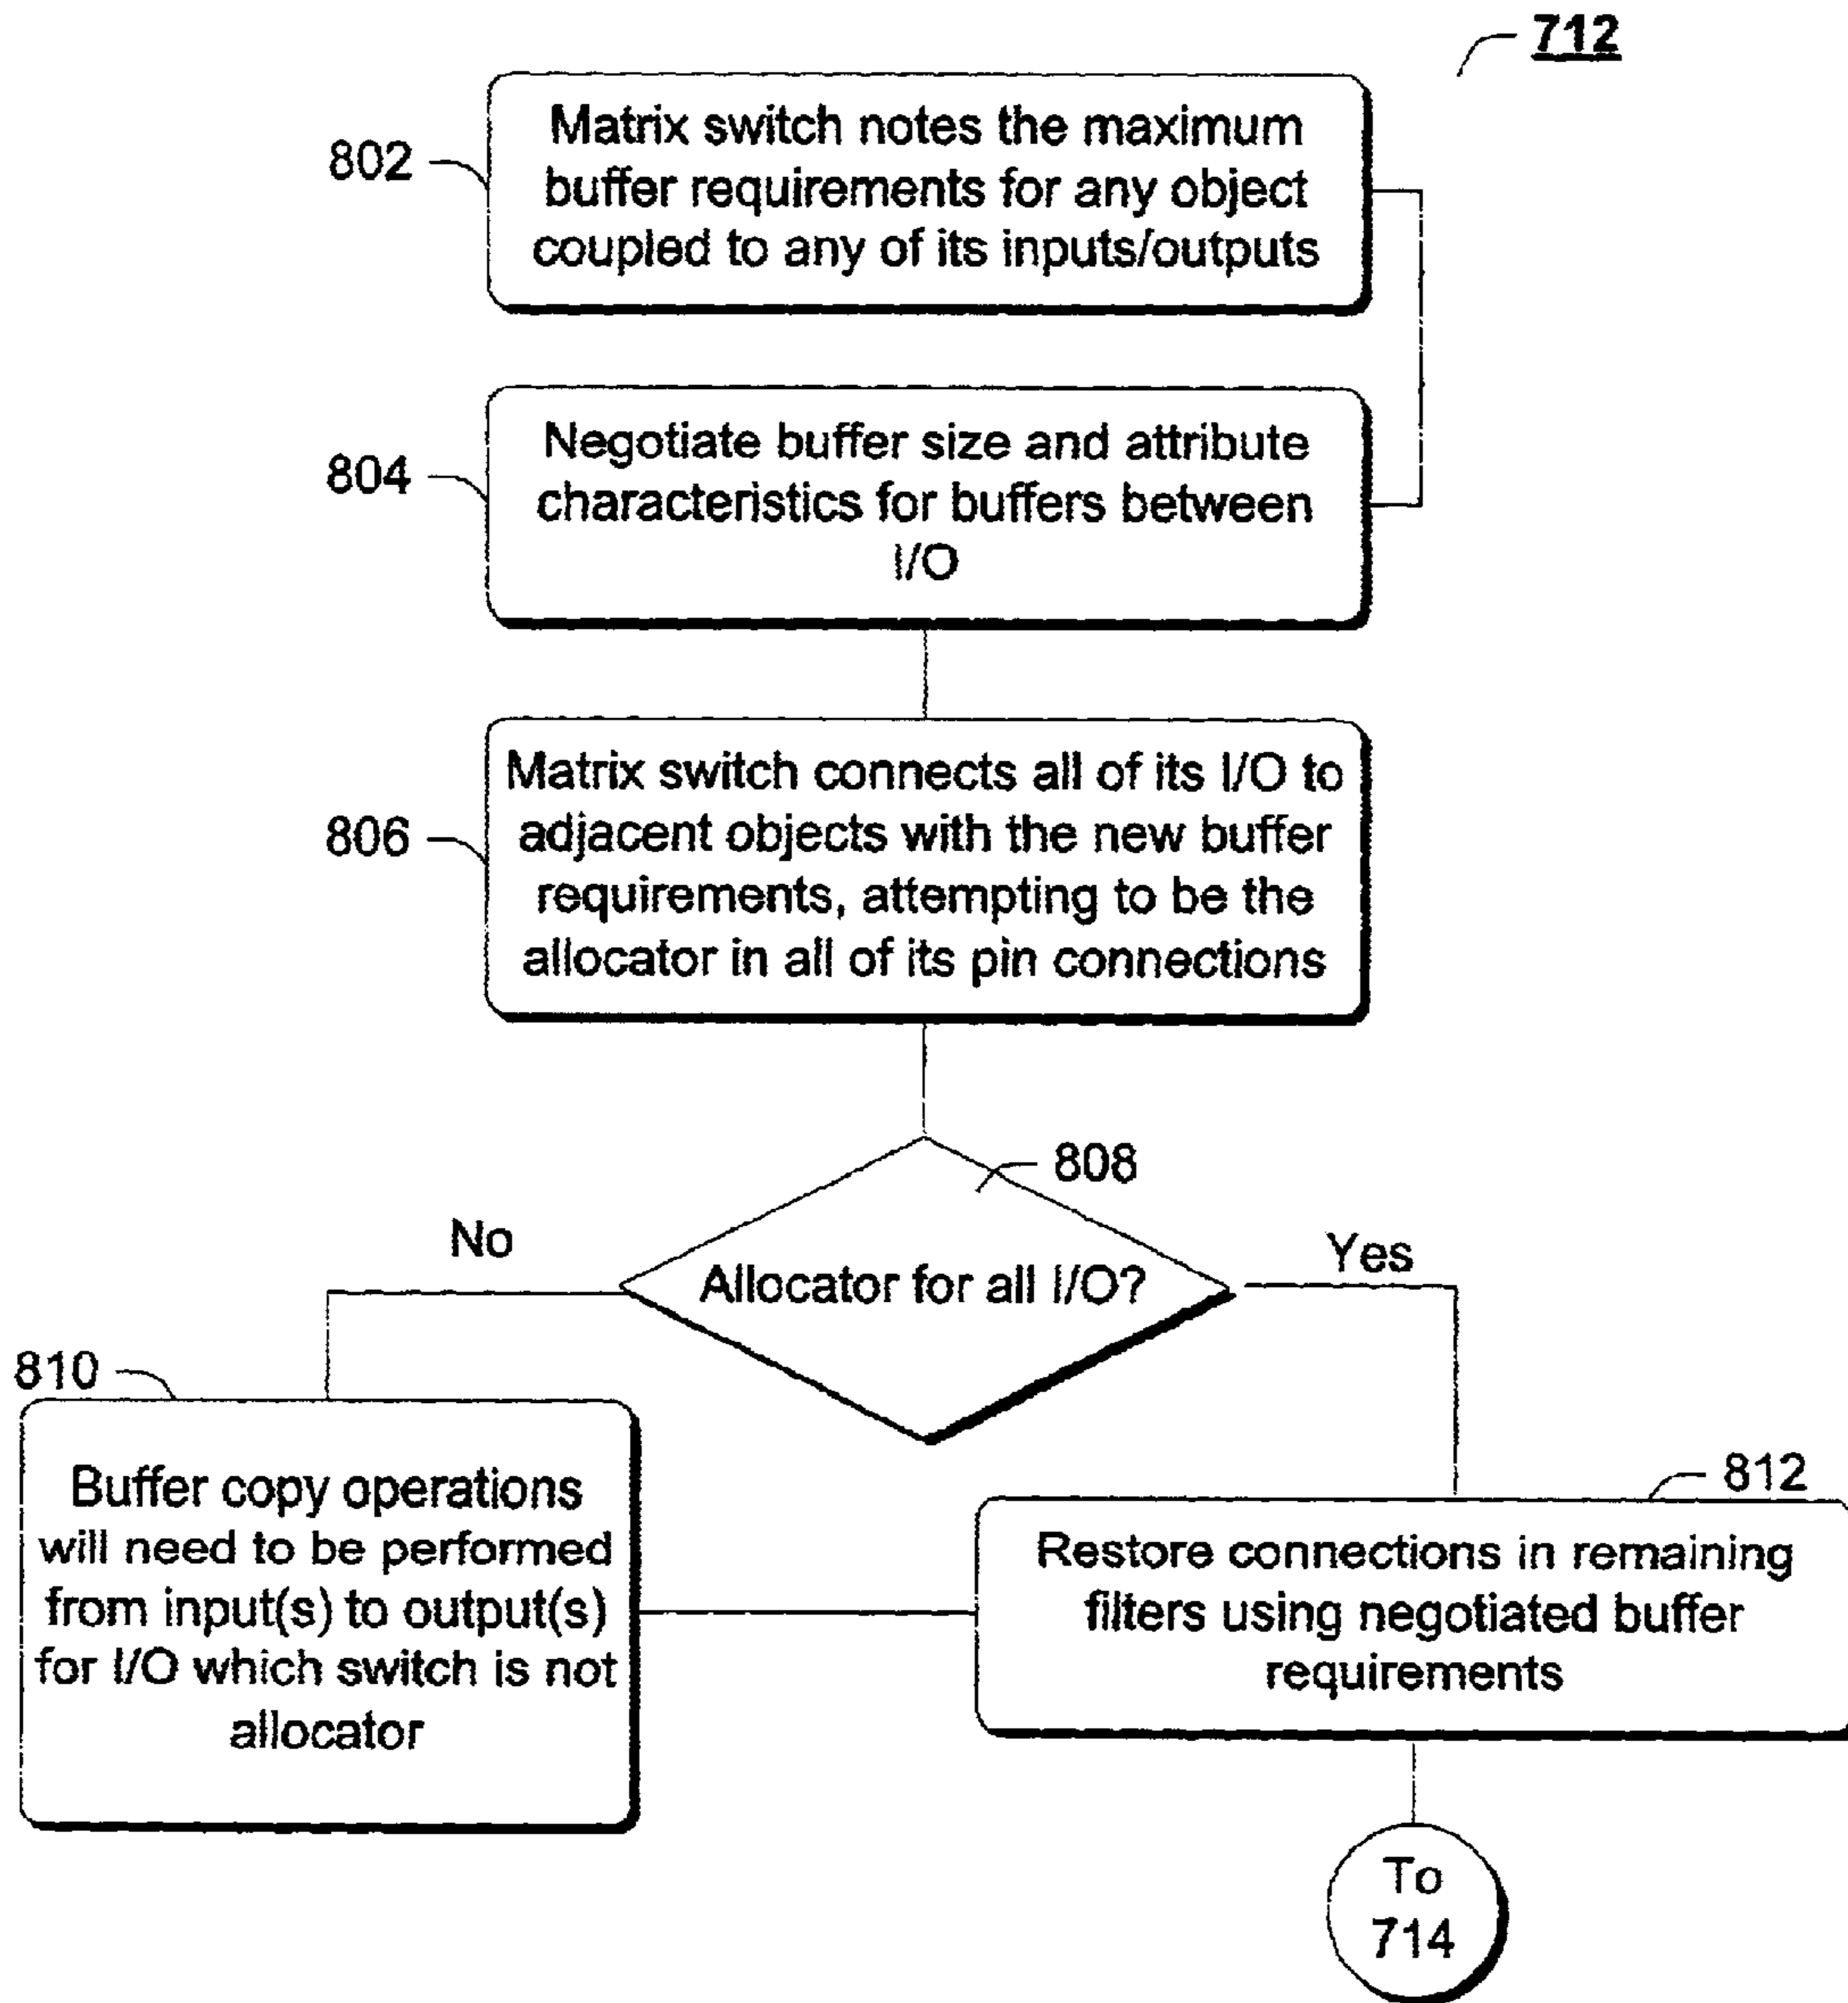 712
802
Matrix switch notes the maximum
buffer requirements for any object
coupled to any of its inputs/outputs
804
Negotiate buffer size and attribute
characteristics for buffers between
I/O
806
Matrix switch connects all of its I/O to
adjacent objects with the new buffer
requirements, attempting to be the
allocator in all of its pin connections
808
No
Allocator for all I/O?
Yes
810
Buffer copy operations
will need to be performed
from input(s) to output(s)
for I/O which switch is not
allocator
812
Restore connections in remaining
filters using negotiated buffer
requirements
To
714